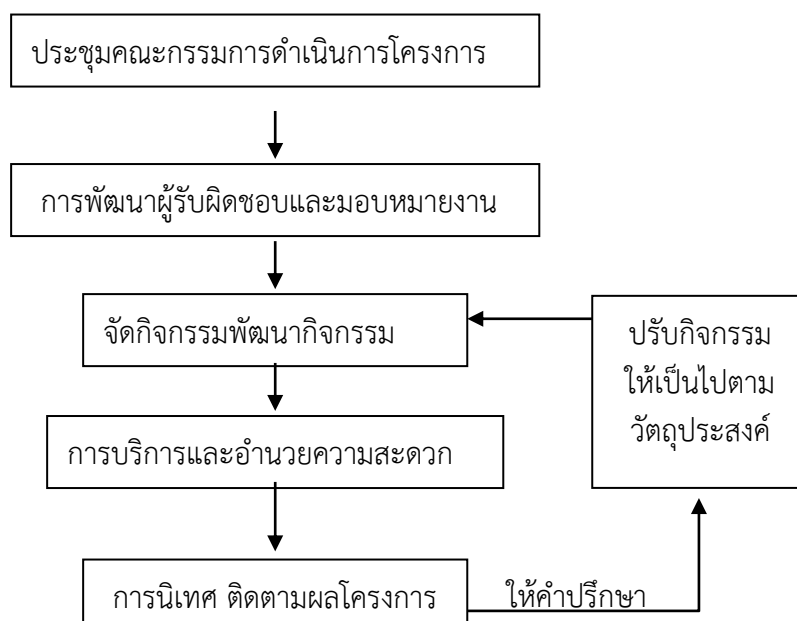 ประชุมคณะกรรมการดำเนินการโครงการ
การพัฒนาผู้รับผิดชอบและมอบหมายงาน
จัดกิจกรรมพัฒนากิจกรรม
ปรับกิจกรรม
ให้เป็นไปตาม
วัตถุประสงค์
การบริการและอำนวยความสะดวก
การนิเทศ ติดตามผลโครงการ
ให้คำปรึกษา